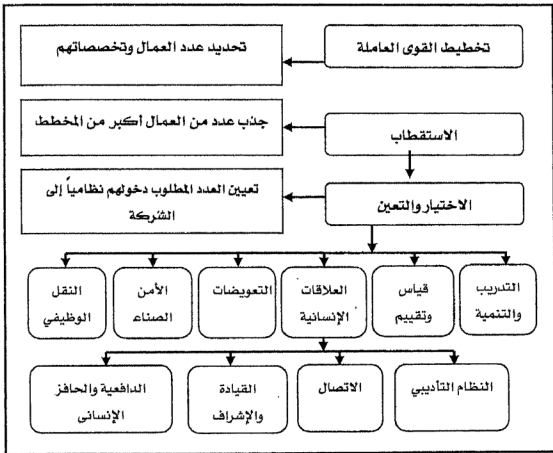 تخطيط القوى العاملة
تحديد عدد العمال وتخصصاتهم
الاستقطاب
جذب عدد من العمال أكبر من المخطط
الاختيار والتعين
تعيين العدد المطلوب دخولهم نظامياً إلى
الشركة
التدريب
والتنمية
قياس
وتقييم
العلاقات
الإنسانية
التعويضات
الأمن
الصناع
النقل
الوظيفي
النظام التأديبي
الاتصال
القيادة
والإشراف
الدافعية والحافز
الإنسانى